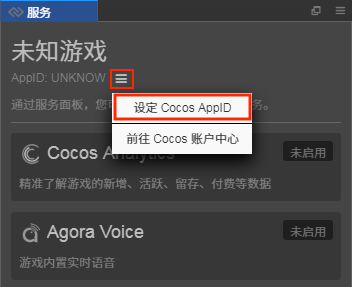 服务
未知游戏
AppID: UNKNOW
设定 Cocos AppID
通过服务面板，您可 务。
前往 Cocos 账户中心
Cocos Analytics
未启用
精准了解游戏的新增、活跃、留存、付费等数据
Agora Voice
未启用
游戏内置实时语音